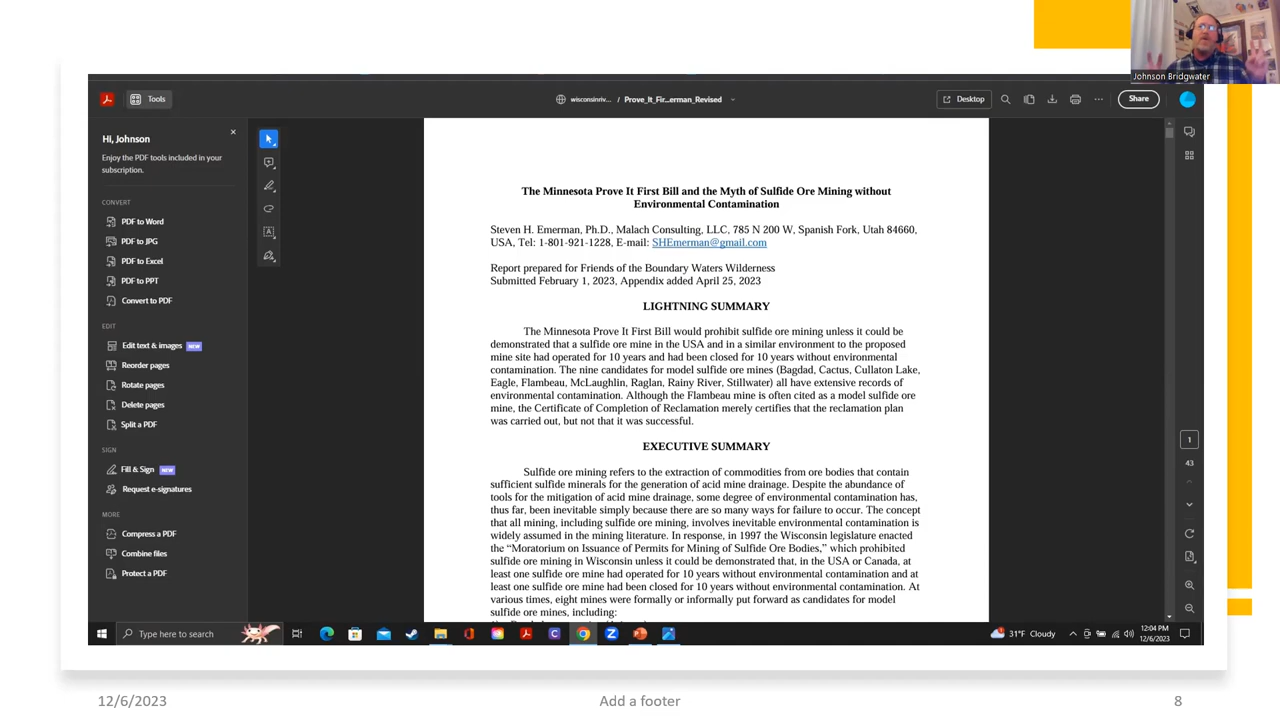 Johnson Bridgwater
Tools
wisconsinriv... / Prove_It_Fir...erman_Revised
Desktop
Share
Hi, Johnson
Enjoy the PDF tools included in your
subscription.
CONVERT
PDF to Word
PDF to JPG
PDF to Excel
PDF to PPT
Convert to PDF
EDIT
Edit text & images NEW
Reorder pages
Rotate pages
Delete pages
Split a PDF
SIGN
Fill & Sign NEW
Request e-signatures
MORE
Compress a PDF
Combine files
Protect a PDF
The Minnesota Prove It First Bill and the Myth of Sulfide Ore Mining without
Environmental Contamination
Steven H. Emerman, Ph.D., Malach Consulting, LLC, 785 N 200 W, Spanish Fork, Utah 84660,
USA, Tel: 1-801-921-1228, E-mail: SHEmerman@gmail.com
Report prepared for Friends of the Boundary Waters Wilderness
Submitted February 1, 2023, Appendix added April 25, 2023
LIGHTNING SUMMARY
The Minnesota Prove It First Bill would prohibit sulfide ore mining unless it could be
demonstrated that a sulfide ore mine in the USA and in a similar environment to the proposed
mine site had operated for 10 years and had been closed for 10 years without environmental
contamination. The nine candidates for model sulfide ore mines (Bagdad, Cactus, Cullaton Lake,
Eagle, Flambeau, McLaughlin, Raglan, Rainy River, Stillwater) all have extensive records of
environmental contamination. Although the Flambeau mine is often cited as a model sulfide ore
mine, the Certificate of Completion of Reclamation merely certifies that the reclamation plan
was carried out, but not that it was successful.
EXECUTIVE SUMMARY
Sulfide ore mining refers to the extraction of commodities from ore bodies that contain
sufficient sulfide minerals for the generation of acid mine drainage. Despite the abundance of
tools for the mitigation of acid mine drainage, some degree of environmental contamination has,
thus far, been inevitable simply because there are so many ways for failure to occur. The concept
that all mining, including sulfide ore mining, involves inevitable environmental contamination is
widely assumed in the mining literature. In response, in 1997 the Wisconsin legislature enacted
the “Moratorium on Issuance of Permits for Mining of Sulfide Ore Bodies,” which prohibited
sulfide ore mining in Wisconsin unless it could be demonstrated that, in the USA or Canada, at
least one sulfide ore mine had operated for 10 years without environmental contamination and at
least one sulfide ore mine had been closed for 10 years without environmental contamination. At
various times, eight mines were formally or informally put forward as candidates for model
sulfide ore mines, including:
1
43
Type here to search
31°F Cloudy
12:04 PM
12/6/2023
12/6/2023
Add a footer
8